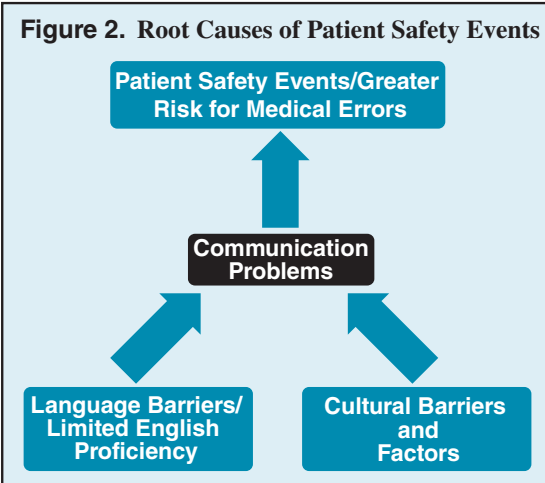 Figure 2. Root Causes of Patient Safety Events
Patient Safety Events/Greater
Risk for Medical Errors
Communication
Problems
Language Barriers/
Limited English
Proficiency
Cultural Barriers
and
Factors